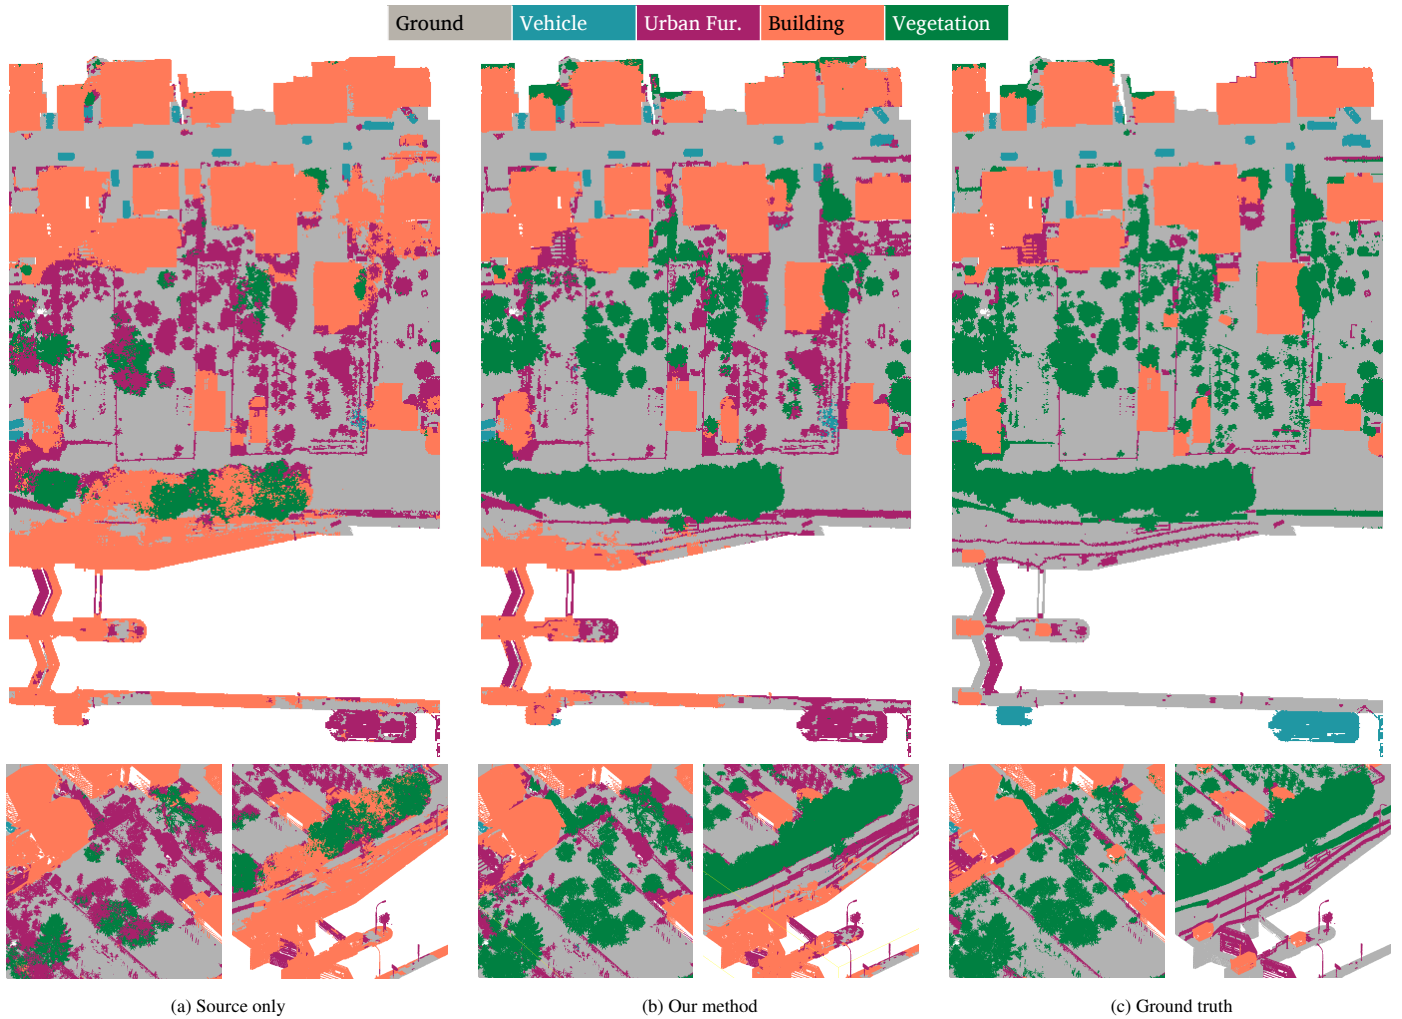 Ground Vehicle Urban Fur. Building Vegetation
(a) Source only (b) Our method (c) Ground truth